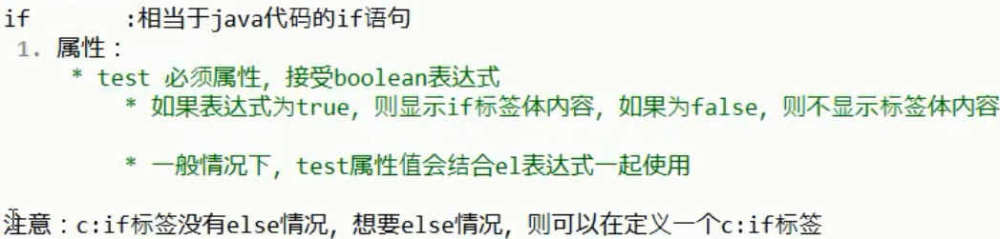 if :相当于java代码的if语句
1. 属性：
* test 必须属性，接受boolean表达式
* 如果表达式为true，则显示if标签体内容，如果为false，则不显示标签体内容
* 一般情况下，test属性值会结合el表达式一起使用
注意：c:if标签没有else情况，想要else情况，则可以在定义一个c:if标签